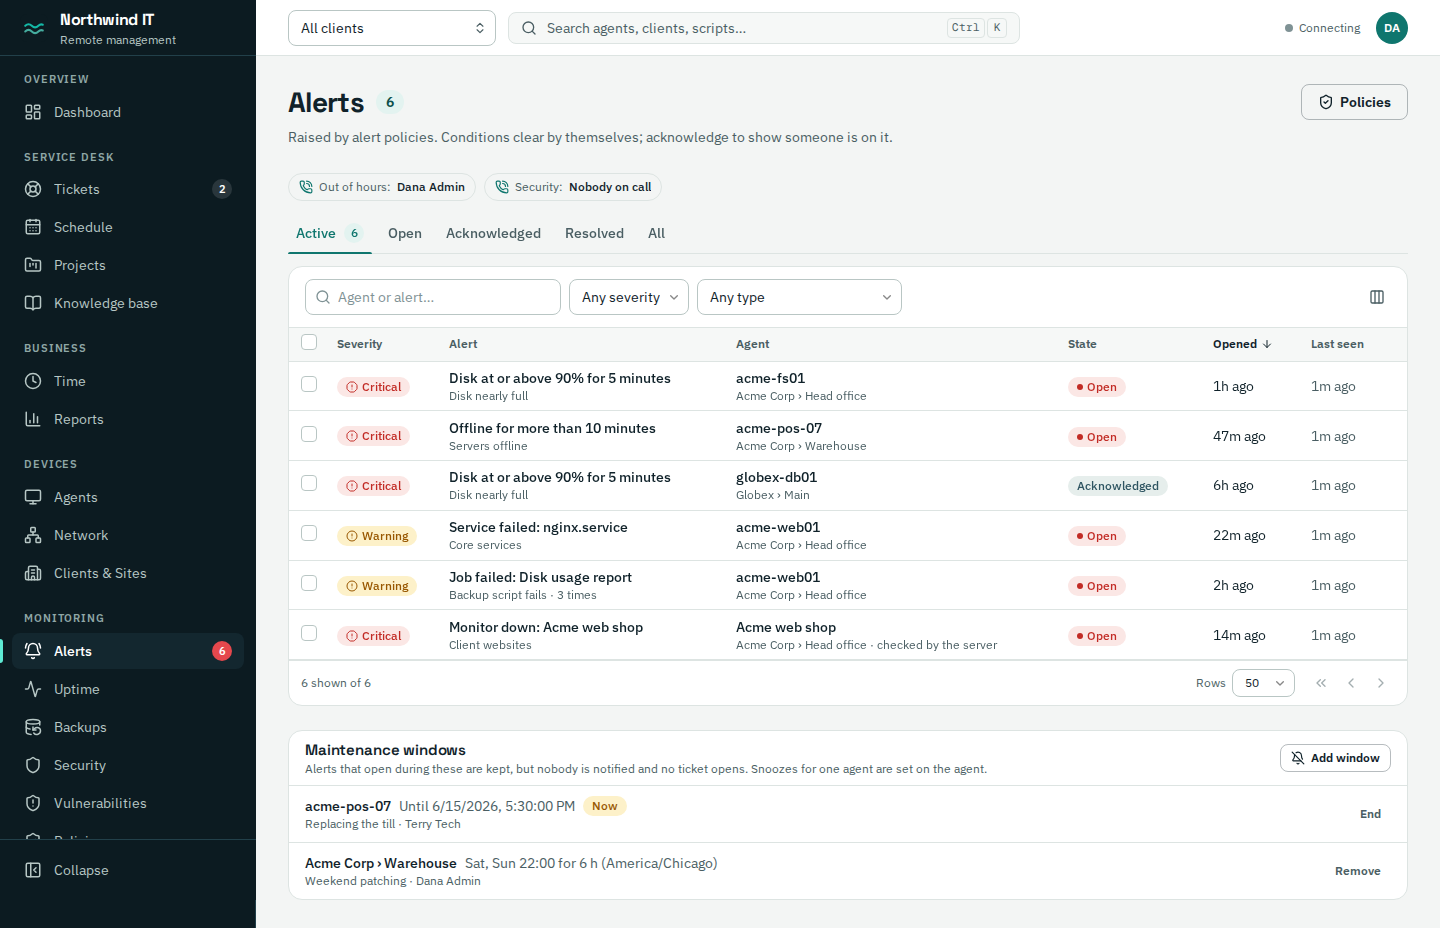 Northwind IT
Remote management
OVERVIEW
Dashboard
SERVICE DESK
Tickets 2
Schedule
Projects
Knowledge base
BUSINESS
Time
Reports
DEVICES
Agents
Network
Clients & Sites
MONITORING
Alerts 6
Uptime
Backups
Security
Vulnerabilities
Collapse
All clients
Search agents, clients, scripts...
Ctrl K
Connecting
DA
Alerts 6
Policies
Raised by alert policies. Conditions clear by themselves; acknowledge to show someone is on it.
Out of hours: Dana Admin
Security: Nobody on call
Active 6 Open Acknowledged Resolved All
Agent or alert...
Any severity
Any type
Severity Alert Agent State Opened Last seen
Critical Disk at or above 90% for 5 minutes acme-fs01 Open 1h ago 1m ago
Disk nearly full Acme Corp › Head office
Critical Offline for more than 10 minutes acme-pos-07 Open 47m ago 1m ago
Servers offline Acme Corp › Warehouse
Critical Disk at or above 90% for 5 minutes globex-db01 Acknowledged 6h ago 1m ago
Disk nearly full Globex › Main
Warning Service failed: nginx.service acme-web01 Open 22m ago 1m ago
Core services Acme Corp › Head office
Warning Job failed: Disk usage report acme-web01 Open 2h ago 1m ago
Backup script fails · 3 times Acme Corp › Head office
Critical Monitor down: Acme web shop Acme web shop Open 14m ago 1m ago
Client websites Acme Corp › Head office · checked by the server
6 shown of 6
Rows 50
Maintenance windows
Alerts that open during these are kept, but nobody is notified and no ticket opens. Snoozes for one agent are set on the agent.
Add window
acme-pos-07 Until 6/15/2026, 5:30:00 PM Now
Replacing the till · Terry Tech
End
Acme Corp › Warehouse Sat, Sun 22:00 for 6 h (America/Chicago)
Weekend patching · Dana Admin
Remove